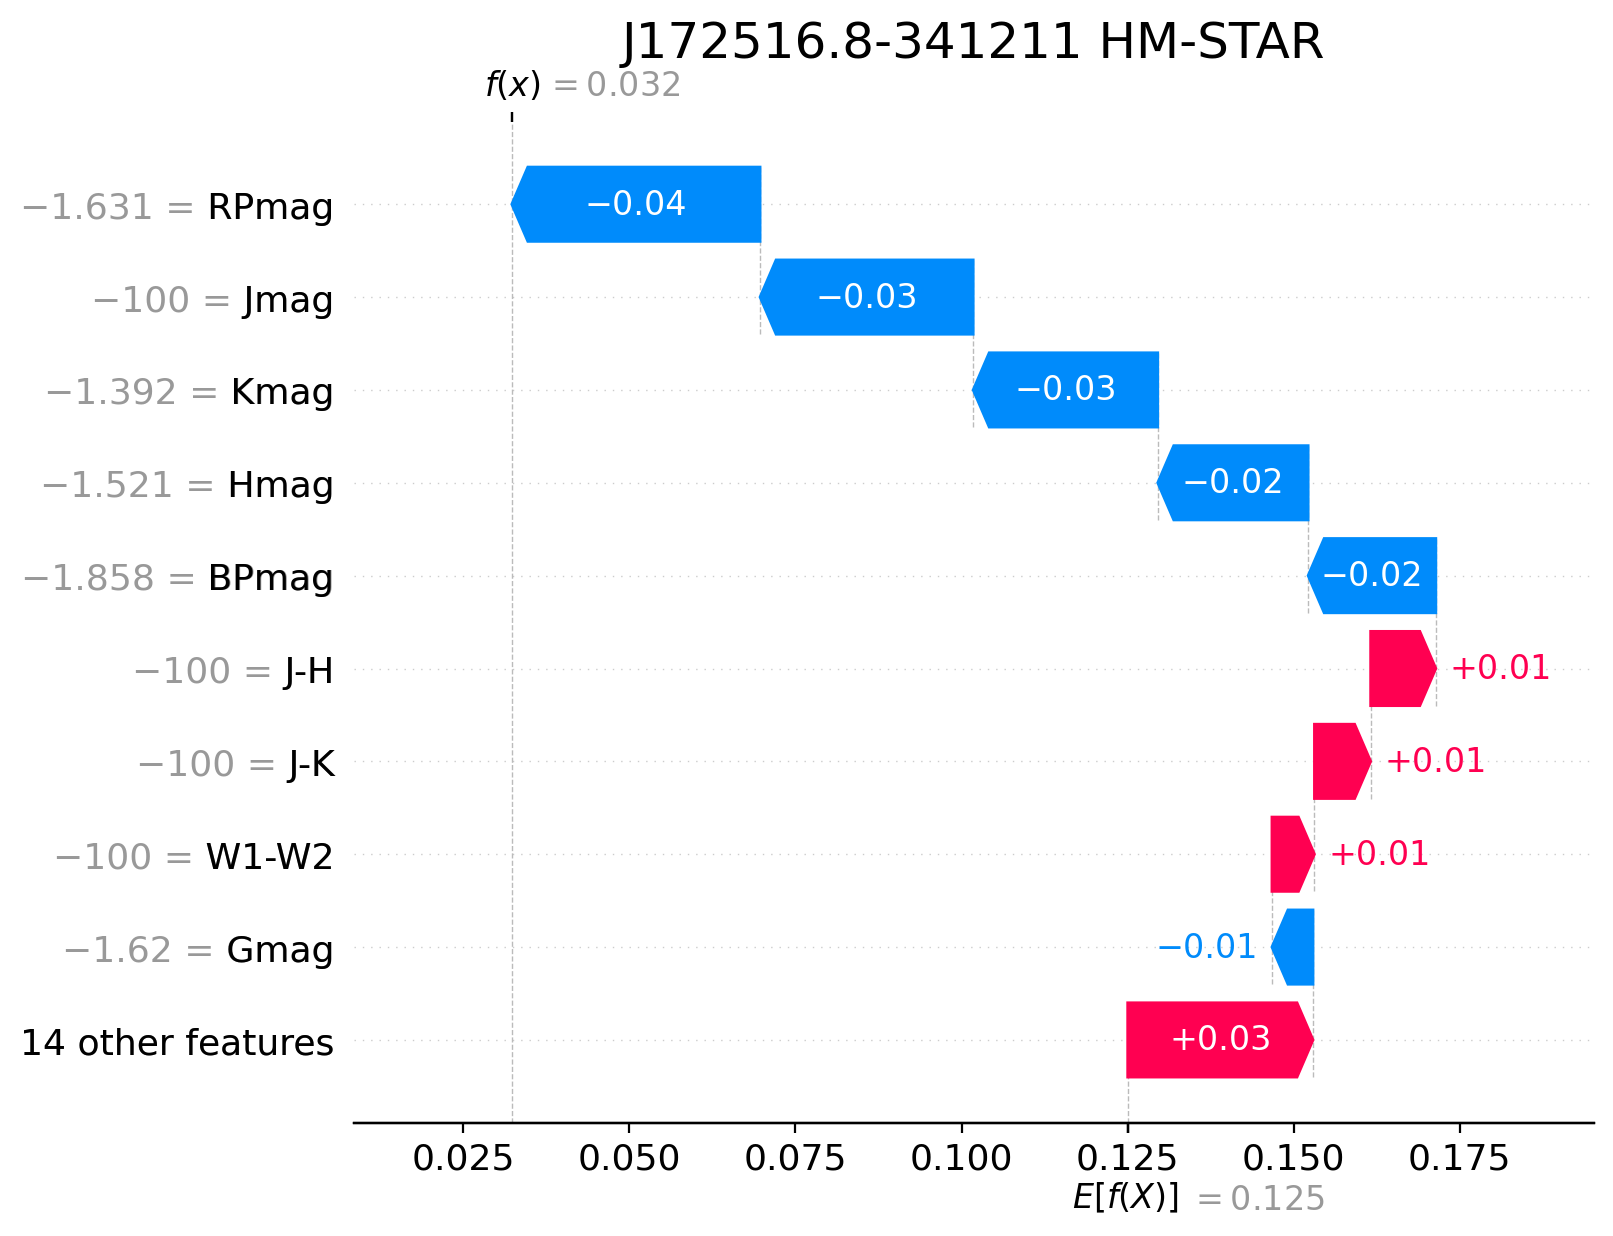 J172516.8-341211 HM-STAR
f(x) = 0.032
−1.631 = RPmag
−0.04
−100 = Jmag
−0.03
−1.392 = Kmag
−0.03
−1.521 = Hmag
−0.02
−1.858 = BPmag
−0.02
−100 = J-H
+0.01
−100 = J-K
+0.01
−100 = W1-W2
+0.01
−1.62 = Gmag
−0.01
14 other features
+0.03
0.025 0.050 0.075 0.100 0.125 0.150 0.175
E[f(X)] = 0.125